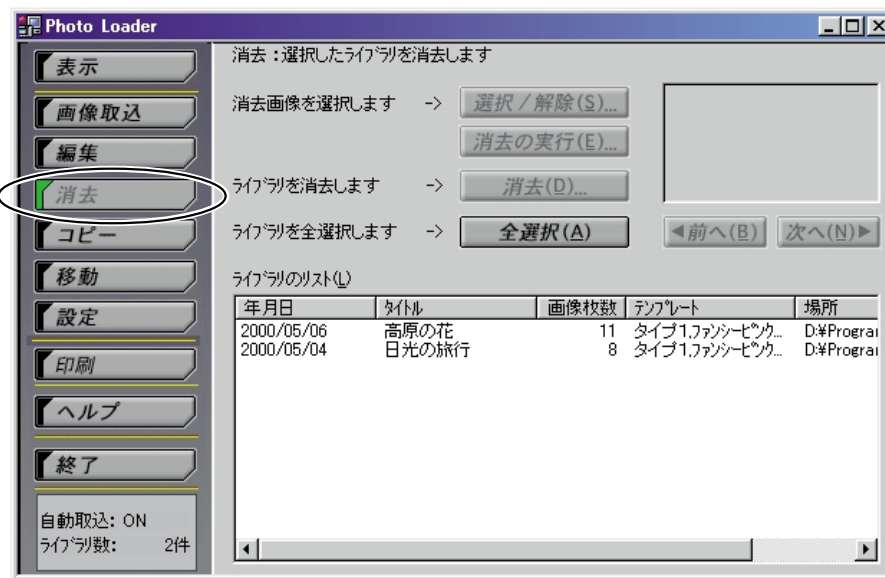 Photo Loader
表示
画像取込
編集
消去
コピー
移動
設定
印刷
ヘルプ
終了
自動取込: ON
ライブラリ数: 2件
消去：選択したライブラリを消去します
消去画像を選択します -> 選択／解除(S)...
消去の実行(E)...
ライブラリを消去します -> 消去(D)...
ライブラリを全選択します -> 全選択(A) ◀前へ(B) 次へ(N)▶
ライブラリのリスト(L)
年月日 タイトル 画像枚数 テンプレート 場所
2000/05/06 高原の花 11 タイプ1,ファンシーピンク... D:¥Progra
2000/05/04 日光の旅行 8 タイプ1,ファンシーピンク... D:¥Progra